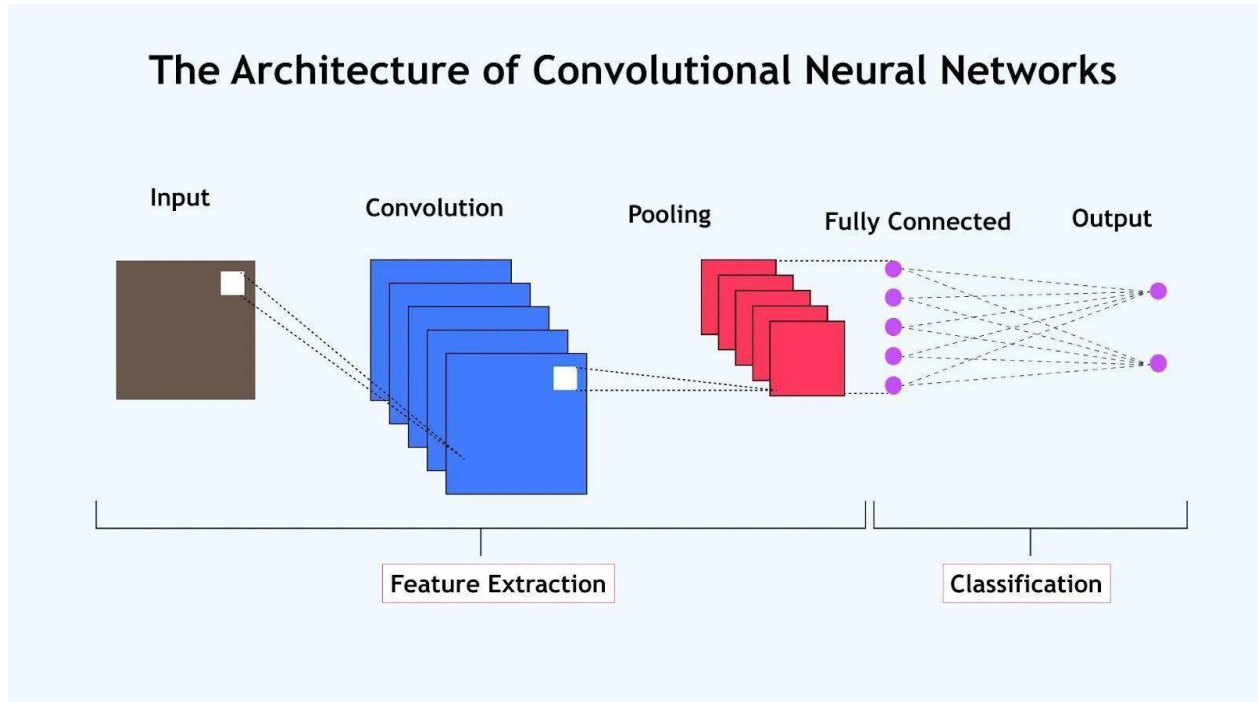 The Architecture of Convolutional Neural Networks
Input
Convolution
Pooling
Fully Connected
Output
Feature Extraction
Classification